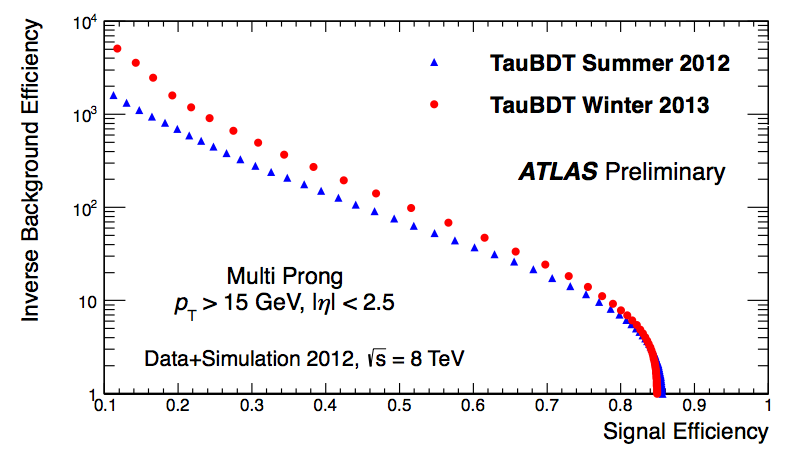 Inverse Background Efficiency
10⁴
10³
10²
10
1
TauBDT Summer 2012
TauBDT Winter 2013
ATLAS Preliminary
Multi Prong
p_T > 15 GeV, |η| < 2.5
Data+Simulation 2012, √s = 8 TeV
0.1 0.2 0.3 0.4 0.5 0.6 0.7 0.8 0.9 1
Signal Efficiency